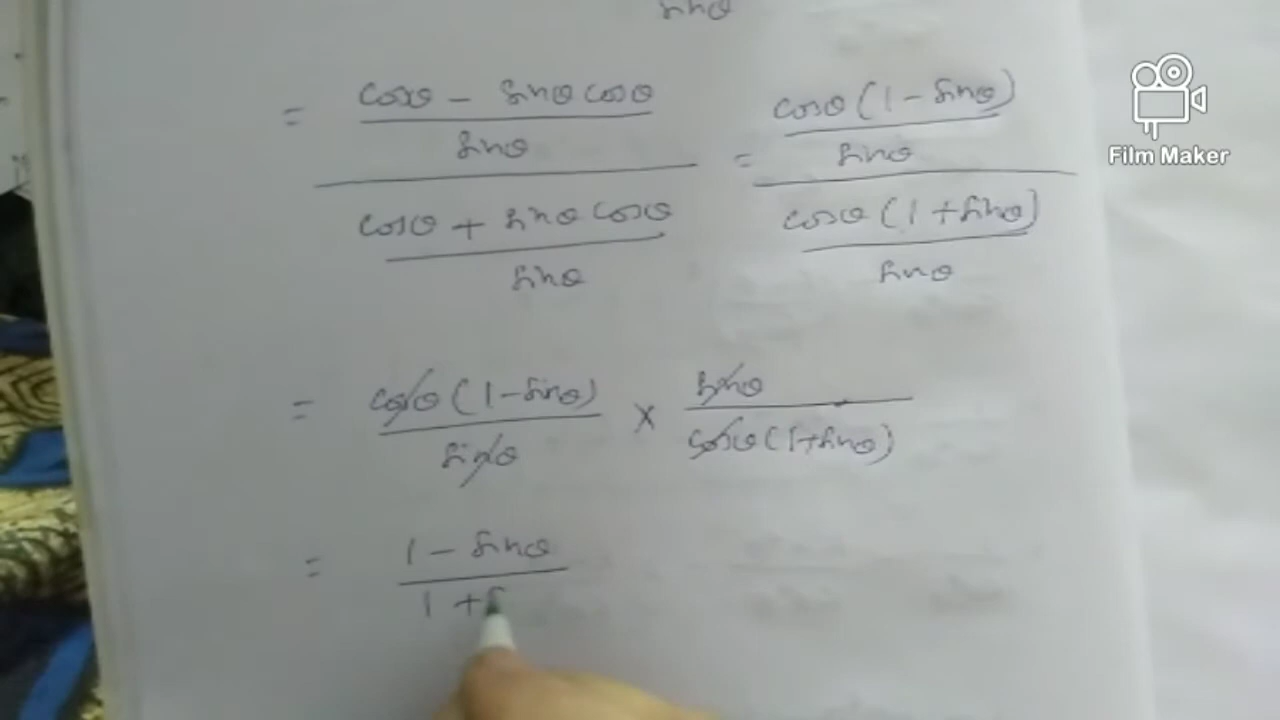 sinθ
= (cosθ - sinθ cosθ)/sinθ / (cosθ + sinθ cosθ)/sinθ = cosθ(1 - sinθ)/sinθ / cosθ(1 + sinθ)/sinθ
= cosθ(1 - sinθ)/sinθ × sinθ/cosθ(1 + sinθ)
= 1 - sinθ / 1 + s
Film Maker